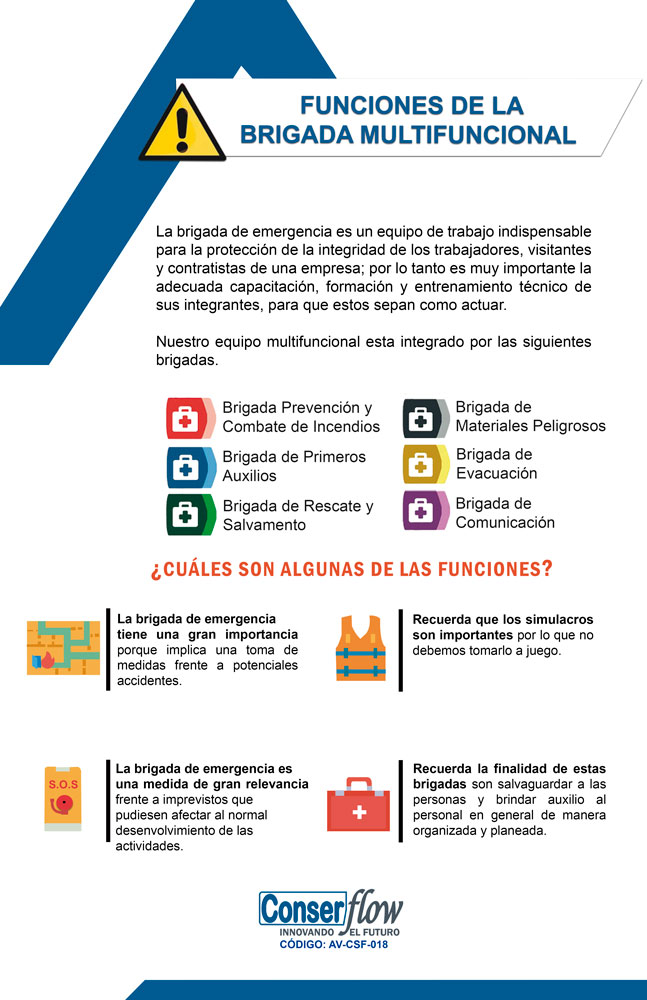 FUNCIONES DE LA
BRIGADA MULTIFUNCIONAL
La brigada de emergencia es un equipo de trabajo indispensable
para la protección de la integridad de los trabajadores, visitantes
y contratistas de una empresa; por lo tanto es muy importante la
adecuada capacitación, formación y entrenamiento técnico de
sus integrantes, para que estos sepan como actuar.
Nuestro equipo multifuncional esta integrado por las siguientes
brigadas.
Brigada Prevención y
Combate de Incendios
Brigada de Primeros
Auxilios
Brigada de Rescate y
Salvamento
Brigada de
Materiales Peligrosos
Brigada de
Evacuación
Brigada de
Comunicación
¿CUÁLES SON ALGUNAS DE LAS FUNCIONES?
La brigada de emergencia
tiene una gran importancia
porque implica una toma de
medidas frente a potenciales
accidentes.
Recuerda que los simulacros
son importantes por lo que no
debemos tomarlo a juego.
S.O.S
La brigada de emergencia es
una medida de gran relevancia
frente a imprevistos que
pudiesen afectar al normal
desenvolvimiento de las
actividades.
Recuerda la finalidad de estas
brigadas son salvaguardar a las
personas y brindar auxilio al
personal en general de manera
organizada y planeada.
Conserflow
INNOVANDO EL FUTURO
CÓDIGO: AV-CSF-018